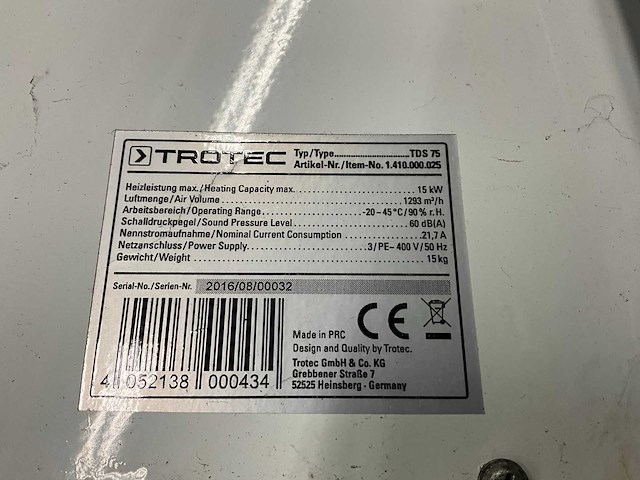 TROTEC
Typ/Type..............................TDS 75
Artikel-Nr./Item-No. 1.410.000.025
Heizleistung max./Heating Capacity max. 15 kW
Luftmenge/Air Volume 1293 m³/h
Arbeitsbereich/Operating Range -20–45°C/90% r.H.
Schalldruckpegel/Sound Pressure Level 60 dB(A)
Nennstromaufnahme/Nominal Current Consumption 21,7 A
Netzanschluss/Power Supply 3/PE~ 400 V/50 Hz
Gewicht/Weight 15kg
Serial-No./Serien-Nr. 2016/08/00032
Made in PRC
CE
Design and Quality by Trotec.
Trotec GmbH & Co. KG
Grebbener Straße 7
52525 Heinsberg - Germany
4 052138 000434